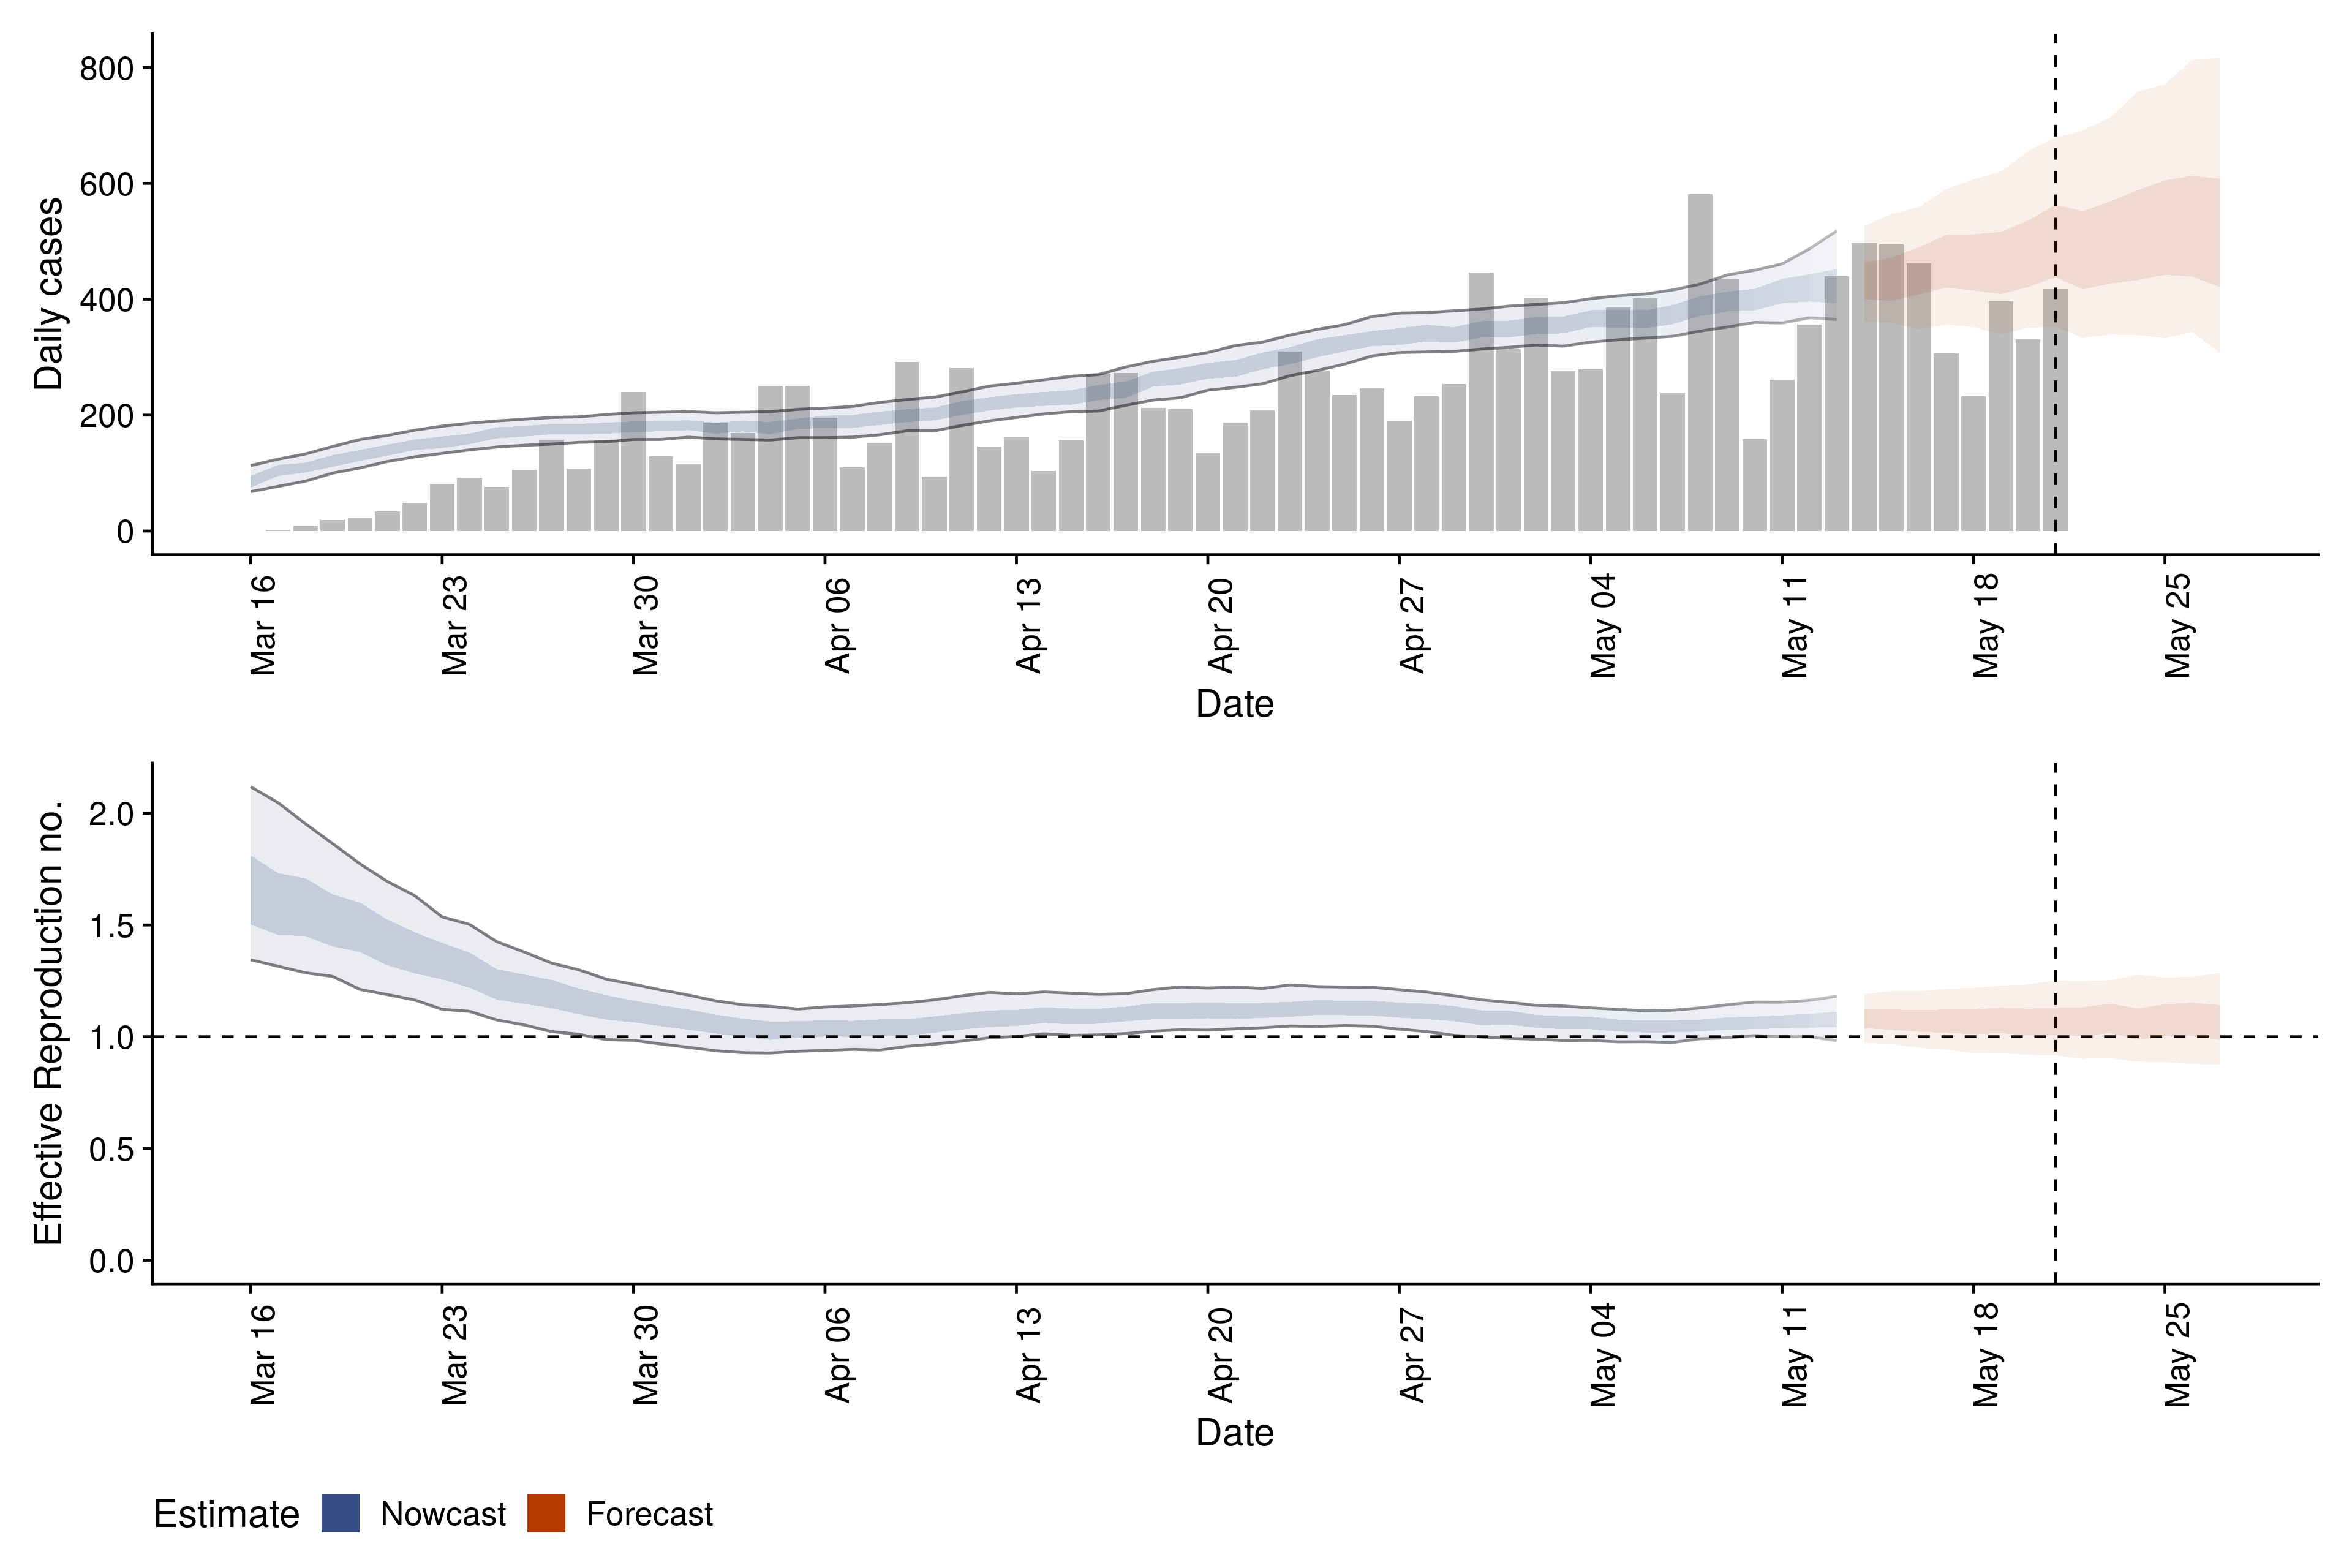 Daily cases
800
600
400
200
0
Mar 16
Mar 23
Mar 30
Apr 06
Apr 13
Apr 20
Apr 27
May 04
May 11
May 18
May 25
Date
Effective Reproduction no.
2.0
1.5
1.0
0.5
0.0
Mar 16
Mar 23
Mar 30
Apr 06
Apr 13
Apr 20
Apr 27
May 04
May 11
May 18
May 25
Date
Estimate Nowcast Forecast